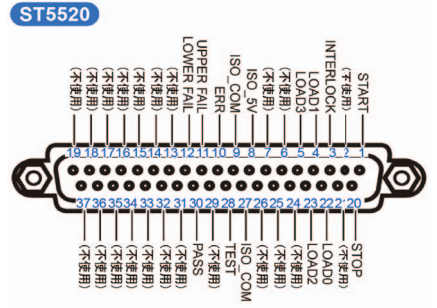 ST5520
(不使用)
(不使用)
(不使用)
(不使用)
(不使用)
(不使用)
(不使用)
LOWER FAIL
UPPER FAIL
ERR
ISO_COM
ISO_5V
(不使用)
(不使用)
LOAD3
LOAD1
INTERLOCK
(不使用)
START
19 18 17 16 15 14 13 12 11 10 9 8 7 6 5 4 3 2 1
37 36 35 34 33 32 31 30 29 28 27 26 25 24 23 22 21 20
(不使用)
(不使用)
(不使用)
(不使用)
(不使用)
(不使用)
(不使用)
PASS
(不使用)
TEST
ISO_COM
(不使用)
(不使用)
(不使用)
LOAD2
LOAD0
(不使用)
STOP